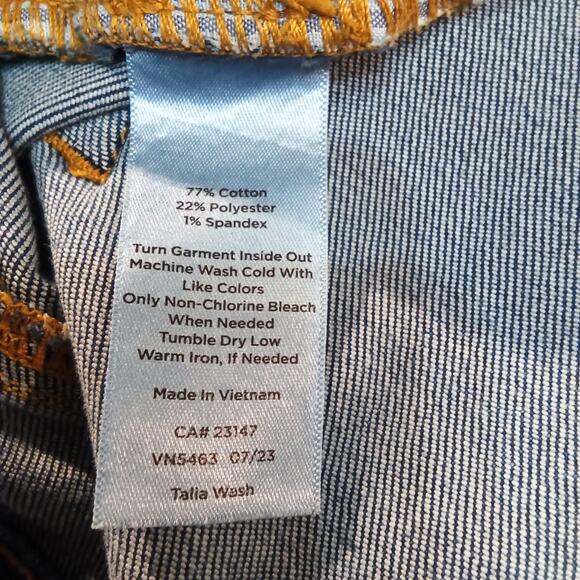 77% Cotton
22% Polyester
1% Spandex
Turn Garment Inside Out
Machine Wash Cold With
Like Colors
Only Non-Chlorine Bleach
When Needed
Tumble Dry Low
Warm Iron, If Needed
Made In Vietnam
CA# 23147
VN5463 07/23
Talia Wash